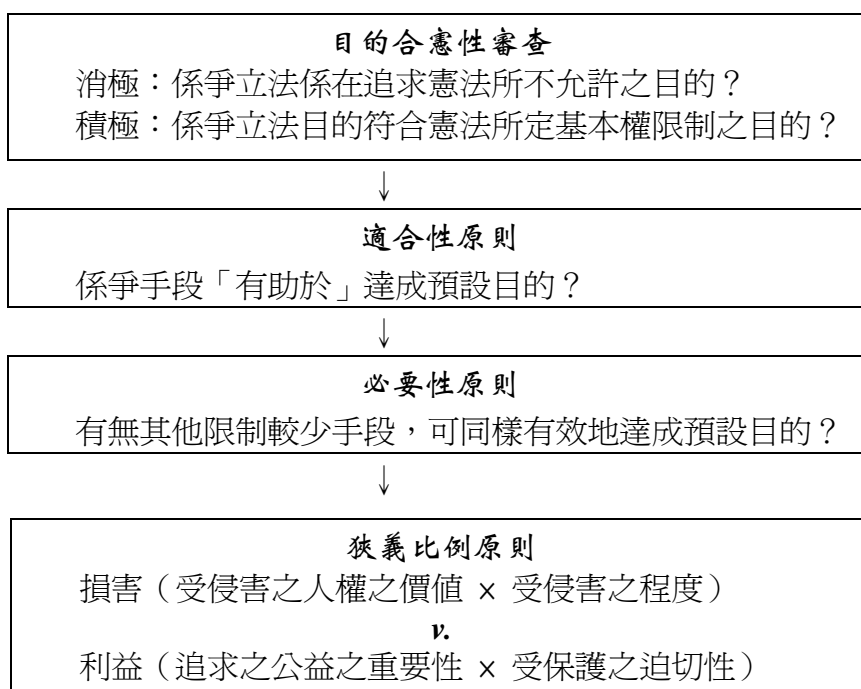 目的合憲性審查
消極：係爭立法係在追求憲法所不允許之目的？
積極：係爭立法目的符合憲法所定基本權限制之目的？
↓
適合性原則
係爭手段「有助於」達成預設目的？
↓
必要性原則
有無其他限制較少手段，可同樣有效地達成預設目的？
↓
狹義比例原則
損害（受侵害之人權之價值 × 受侵害之程度）
v.
利益（追求之公益之重要性 × 受保護之迫切性）